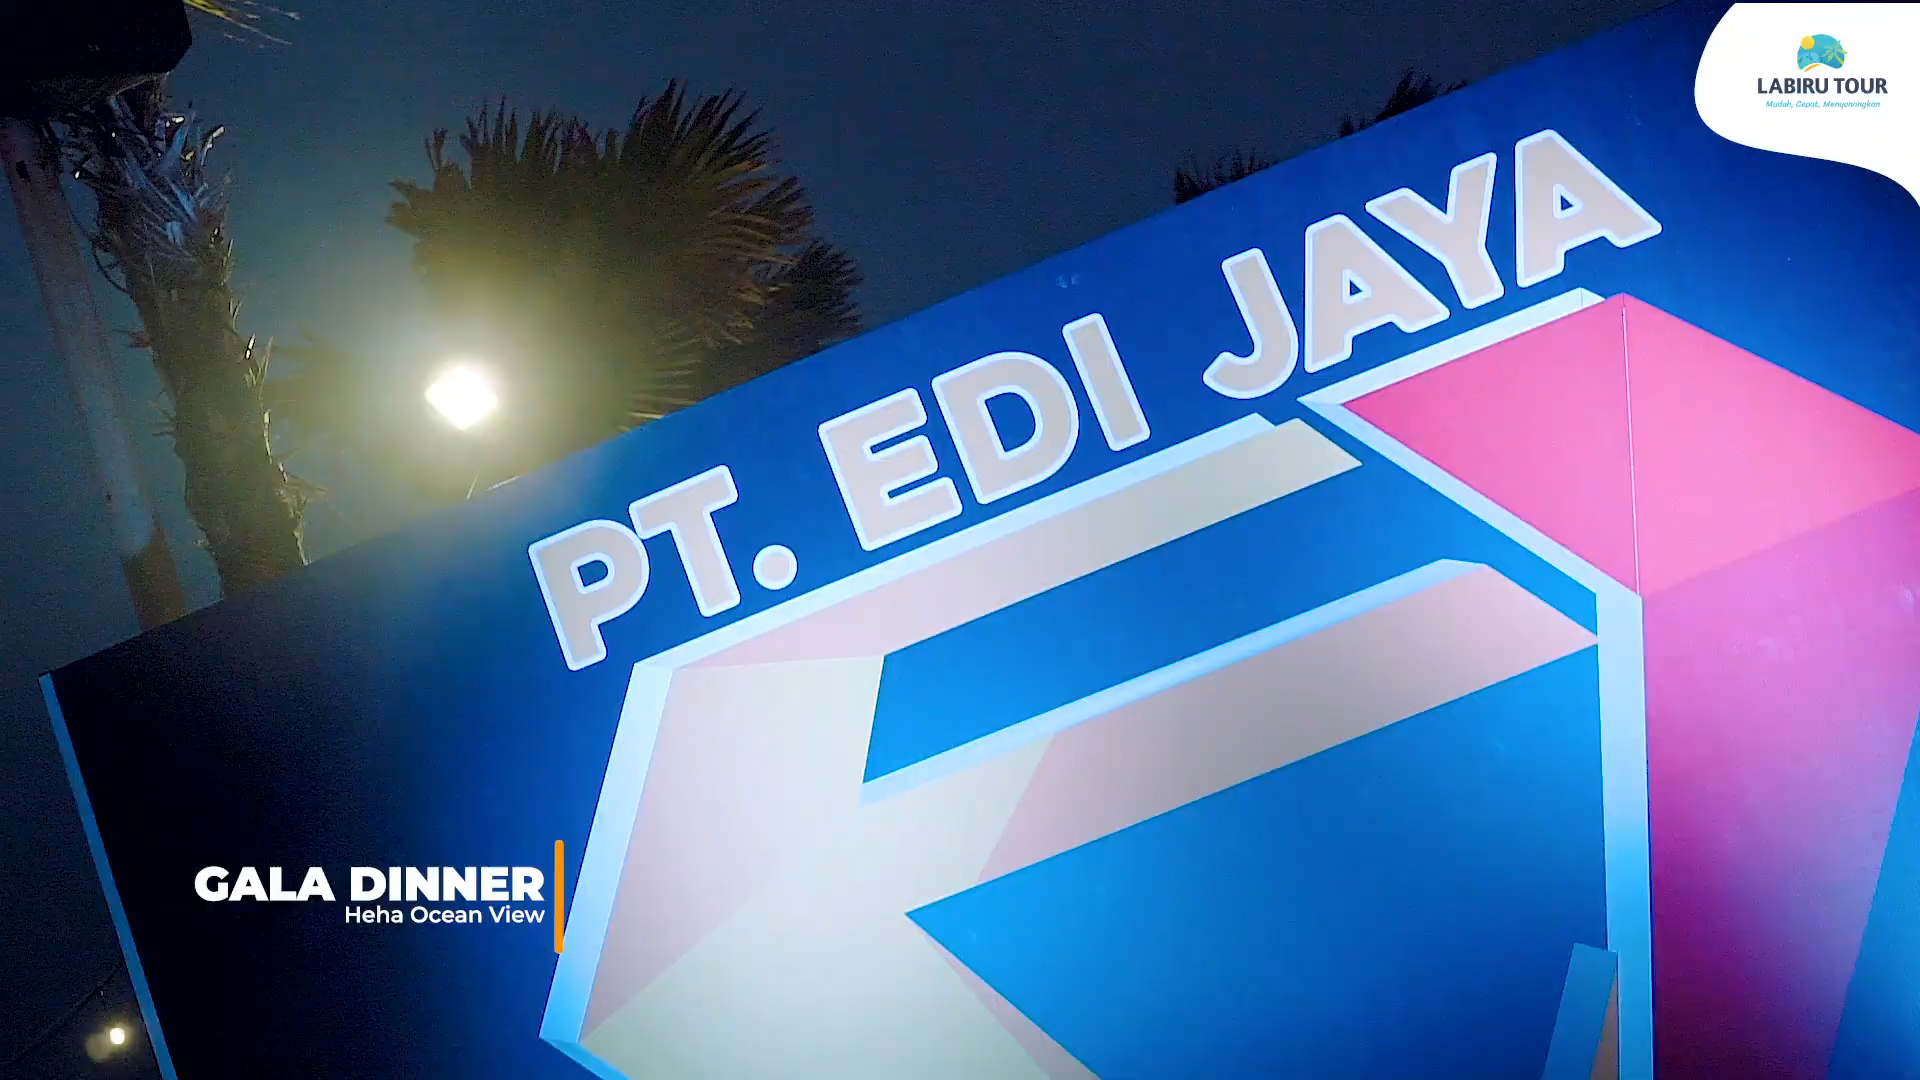 LABIRU TOUR
Mudah, Cepat, Menyenangkan
PT. EDI JAYA
GALA DINNER
Heha Ocean View